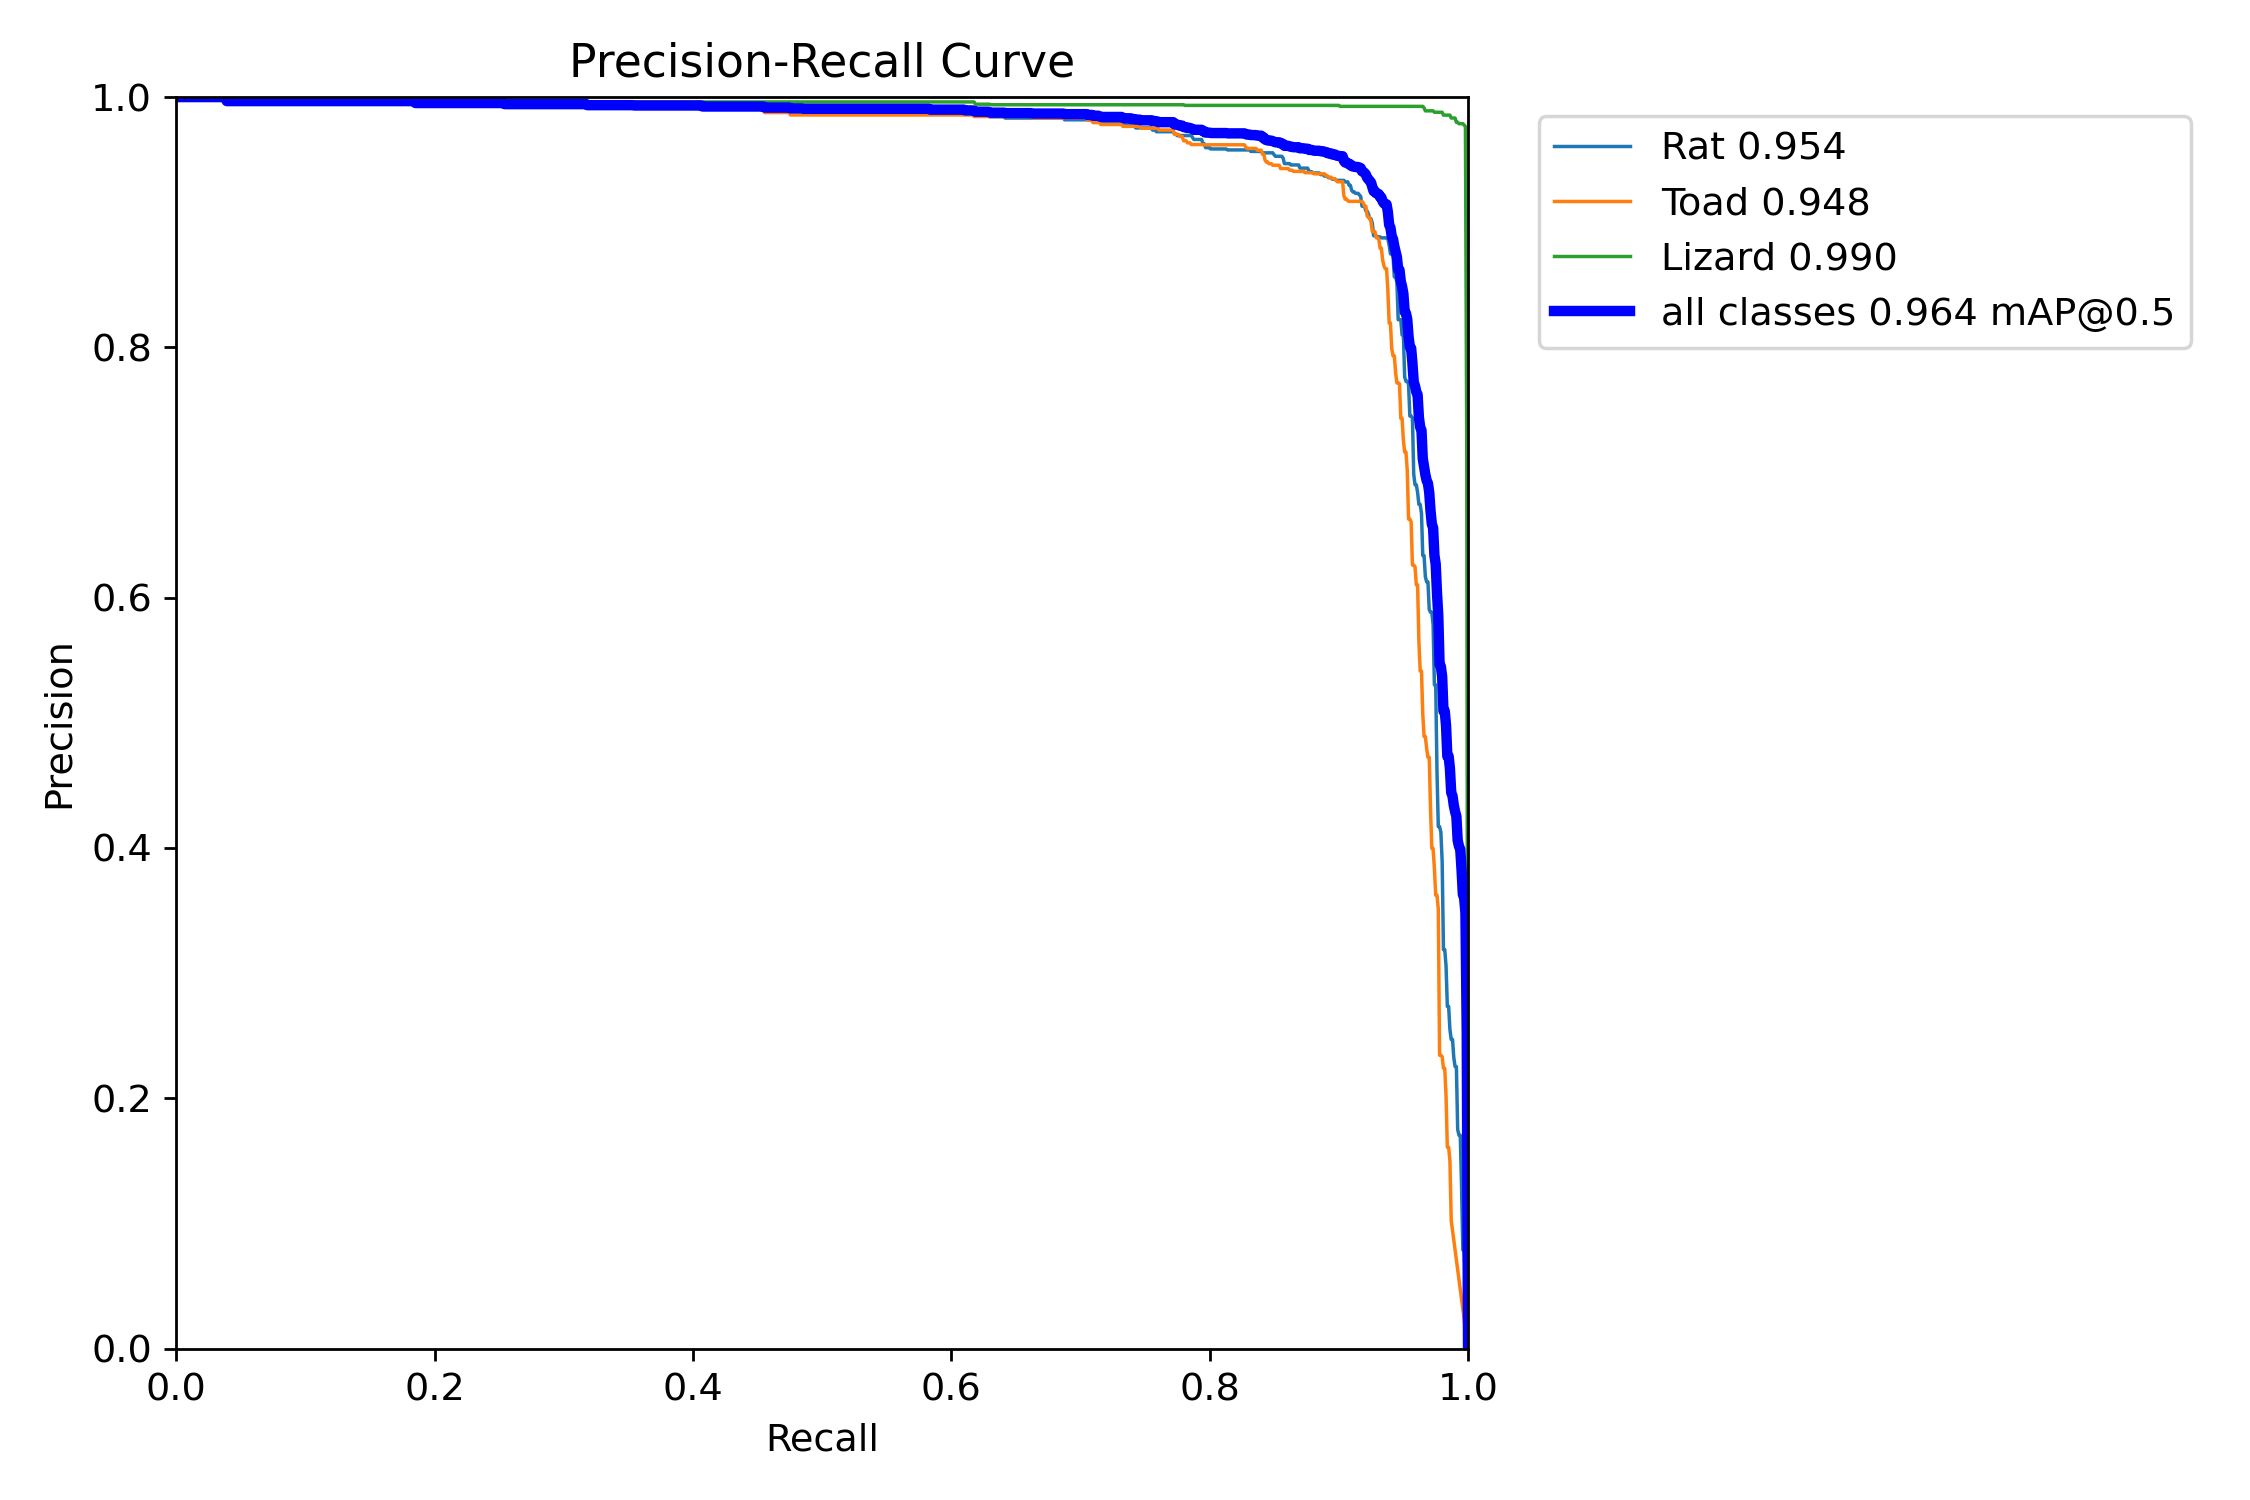 Precision-Recall Curve
1.0
0.8
0.6
0.4
0.2
0.0
Precision
0.0 0.2 0.4 0.6 0.8 1.0
Recall
Rat 0.954
Toad 0.948
Lizard 0.990
all classes 0.964 mAP@0.5